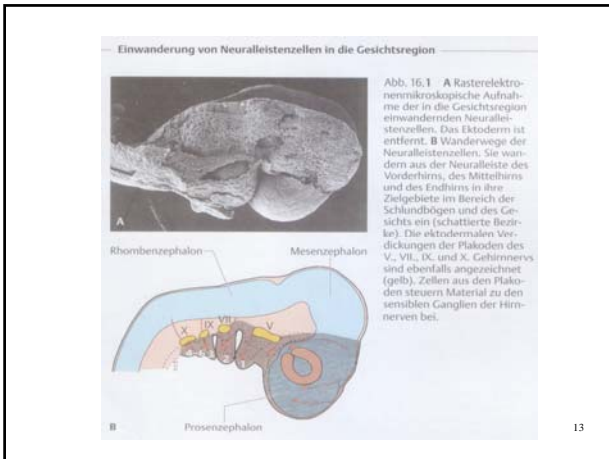 Einwanderung von Neuralleistenzellen in die Gesichtsregion
Abb. 16,1 A Rasterelektro-
nenmikroskopische Aufnah-
me der in die Gesichtsregion
einwandernden Neurallei-
stenzellen. Das Ektoderm ist
entfernt. B Wanderwege der
Neuralleistenzellen. Sie wan-
dern aus der Neuralleiste des
Vorderhirns, des Mittelhirns
und des Endhirns in ihre
Zielgebiete im Bereich der
Schlundbögen und des Ge-
sichts ein (schattierte Bezir-
ke). Die ektodermalen Ver-
dickungen der Plakoden des
V., VII., IX. und X. Gehirnnervs
sind ebenfalls angezeichnet
(gelb). Zellen aus den Plako-
den steuern Material zu den
sensiblen Ganglien der Hirn-
nerven bei.
A
Rhombenzephalon
Mesenzephalon
X IX VII V
B
Prosenzephalon
13